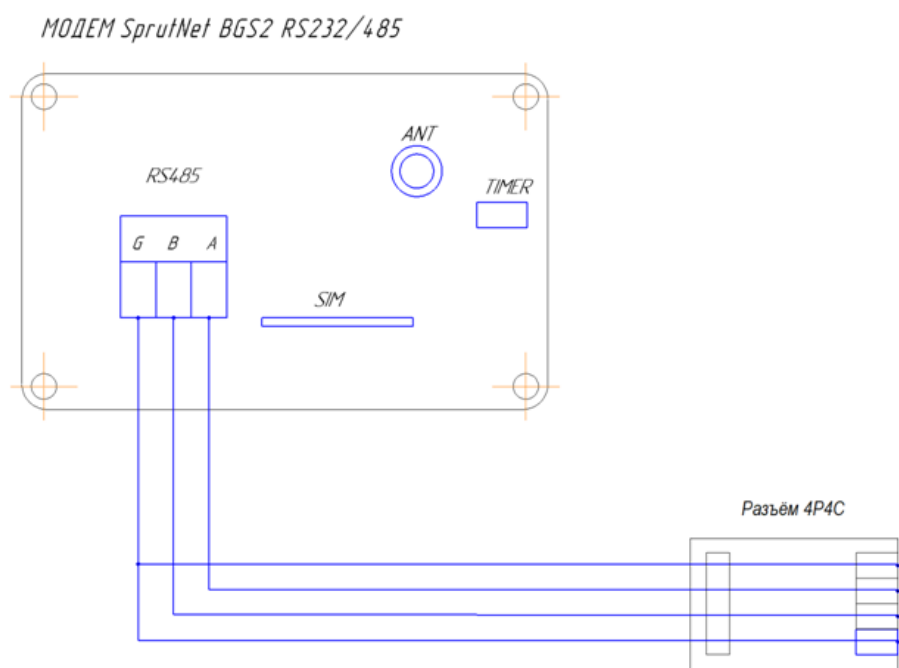 МОДЕМ SprutNet BGS2 RS232/485
ANT
RS485
TIMER
G B A
SIM
Разъём 4P4C